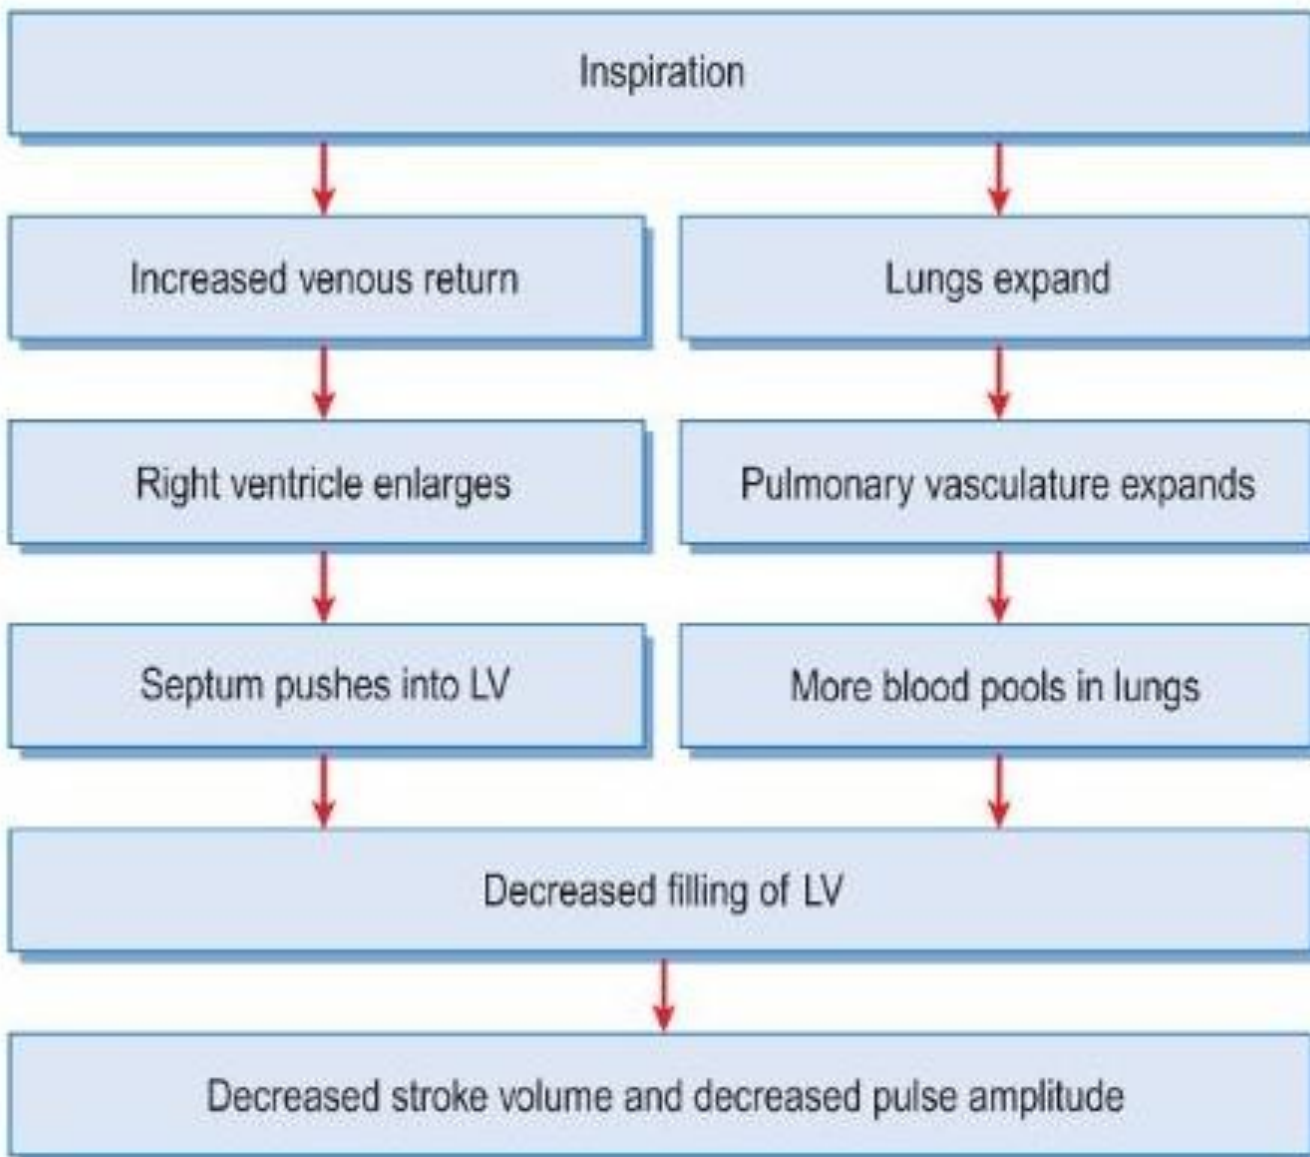 Inspiration
Increased venous return
Lungs expand
Right ventricle enlarges
Pulmonary vasculature expands
Septum pushes into LV
More blood pools in lungs
Decreased filling of LV
Decreased stroke volume and decreased pulse amplitude